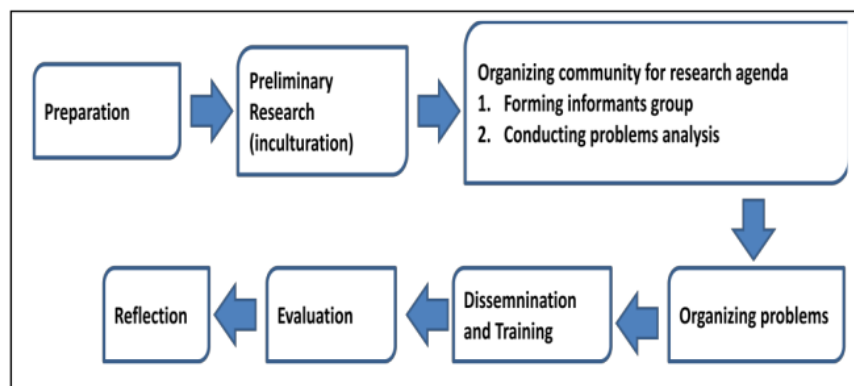 Preparation
Preliminary
Research
(inculturation)
Organizing community for research agenda
1. Forming informants group
2. Conducting problems analysis
Organizing problems
Dissemnination
and Training
Evaluation
Reflection